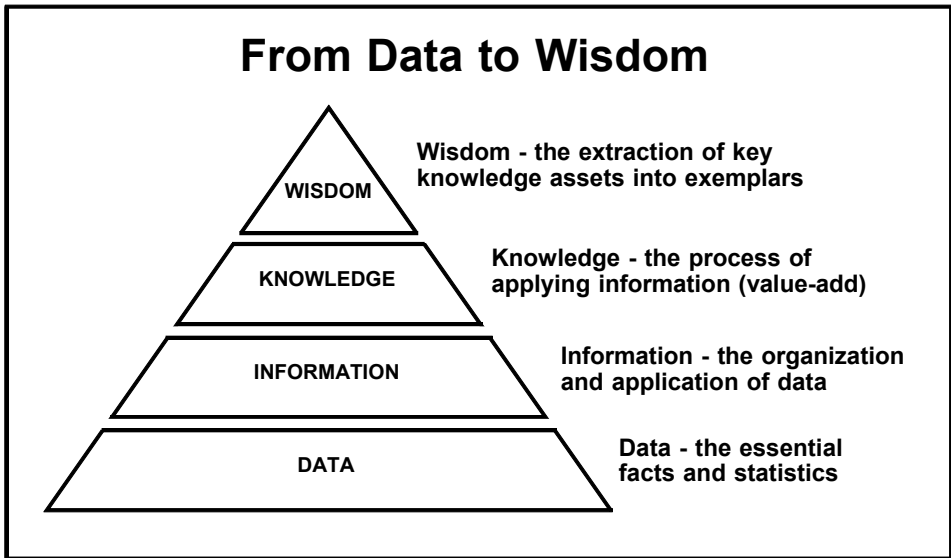 From Data to Wisdom
WISDOM
Wisdom - the extraction of key
knowledge assets into exemplars
KNOWLEDGE
Knowledge - the process of
applying information (value-add)
INFORMATION
Information - the organization
and application of data
DATA
Data - the essential
facts and statistics